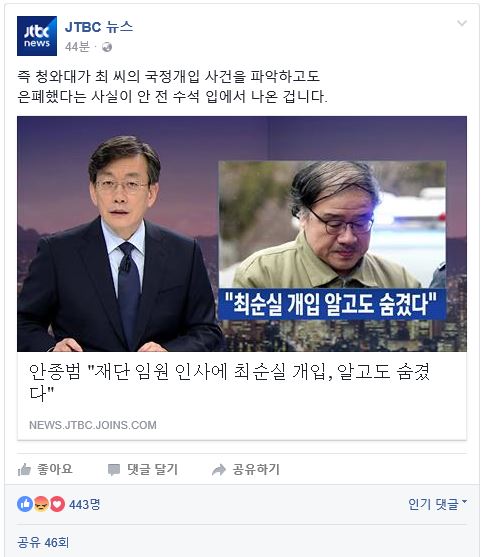 jtbc
news
JTBC 뉴스
44분 ·
즉 청와대가 최 씨의 국정개입 사건을 파악하고도
은폐했다는 사실이 안 전 수석 입에서 나온 겁니다.
"최순실 개입 알고도 숨겼다"
안종범 "재단 임원 인사에 최순실 개입, 알고도 숨겼
다"
NEWS.JTBC.JOINS.COM
좋아요 댓글 달기 공유하기
443명 인기 댓글
공유 46회